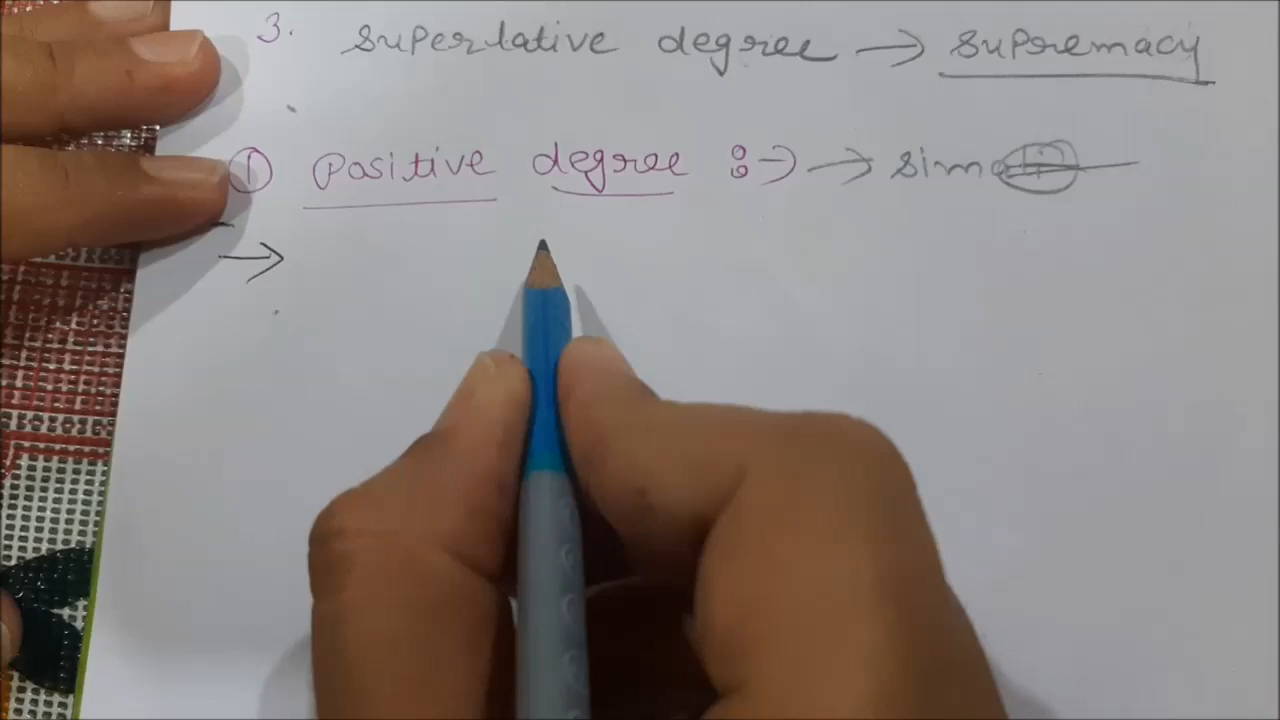 3. Superlative degree → Supremacy
① Positive degree :-) → sim
→